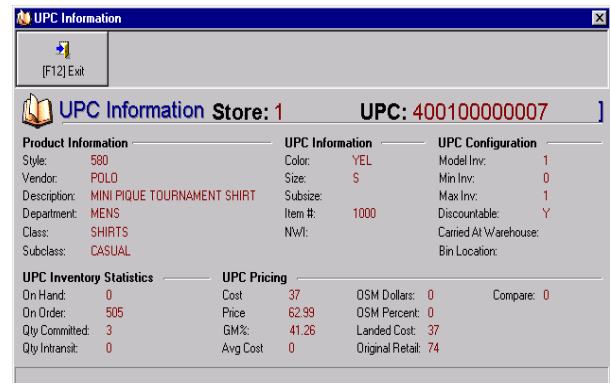 UPC Information
[F12] Exit
UPC Information Store: 1 UPC: 400100000007 ]
Product Information UPC Information UPC Configuration
Style: 580 Color: YEL Model Inv: 1
Vendor: POLO Size: S Min Inv: 0
Description: MINI PIQUE TOURNAMENT SHIRT Subsize: Max Inv: 1
Department: MENS Item #: 1000 Discountable: Y
Class: SHIRTS NWI: Carried At Warehouse:
Subclass: CASUAL Bin Location:
UPC Inventory Statistics UPC Pricing
On Hand: 0 Cost 37 OSM Dollars: 0 Compare: 0
On Order: 505 Price 62.99 OSM Percent: 0
Qty Committed: 3 GM%: 41.26 Landed Cost: 37
Qty Intransit: 0 Avg Cost 0 Original Retail: 74